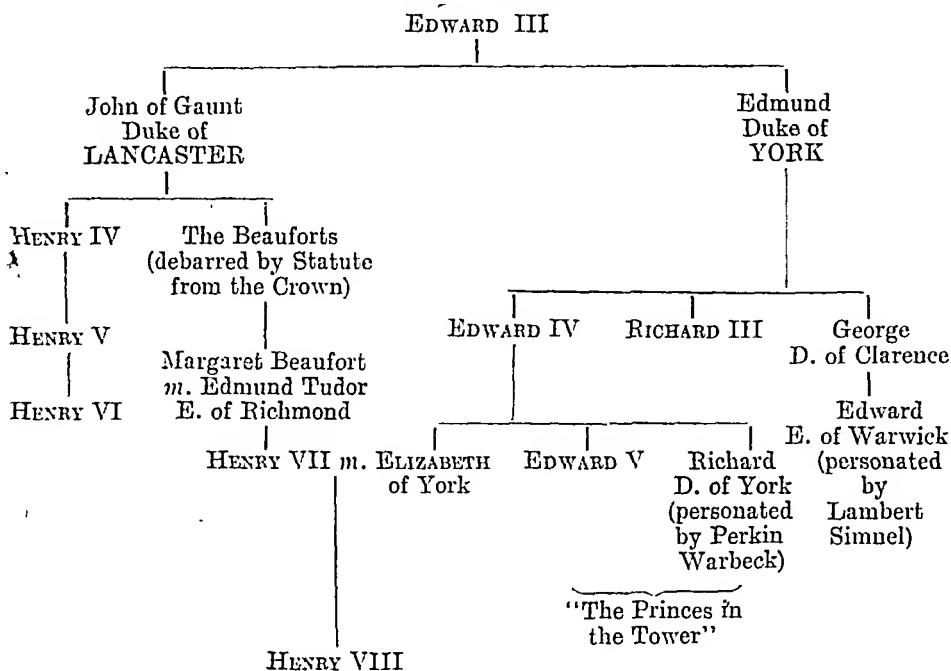 EDWARD III
John of Gaunt
Duke of
LANCASTER
Edmund
Duke of
YORK
HENRY IV
The Beauforts
(debarred by Statute
from the Crown)
EDWARD IV
RICHARD III
George
D. of Clarence
HENRY V
Margaret Beaufort
m. Edmund Tudor
E. of Richmond
HENRY VI
Edward
E. of Warwick
(personated
by
Lambert
Simnel)
HENRY VII m. ELIZABETH
of York
EDWARD V
Richard
D. of York
(personated
by Perkin
Warbeck)
"The Princes in
the Tower"
HENRY VIII